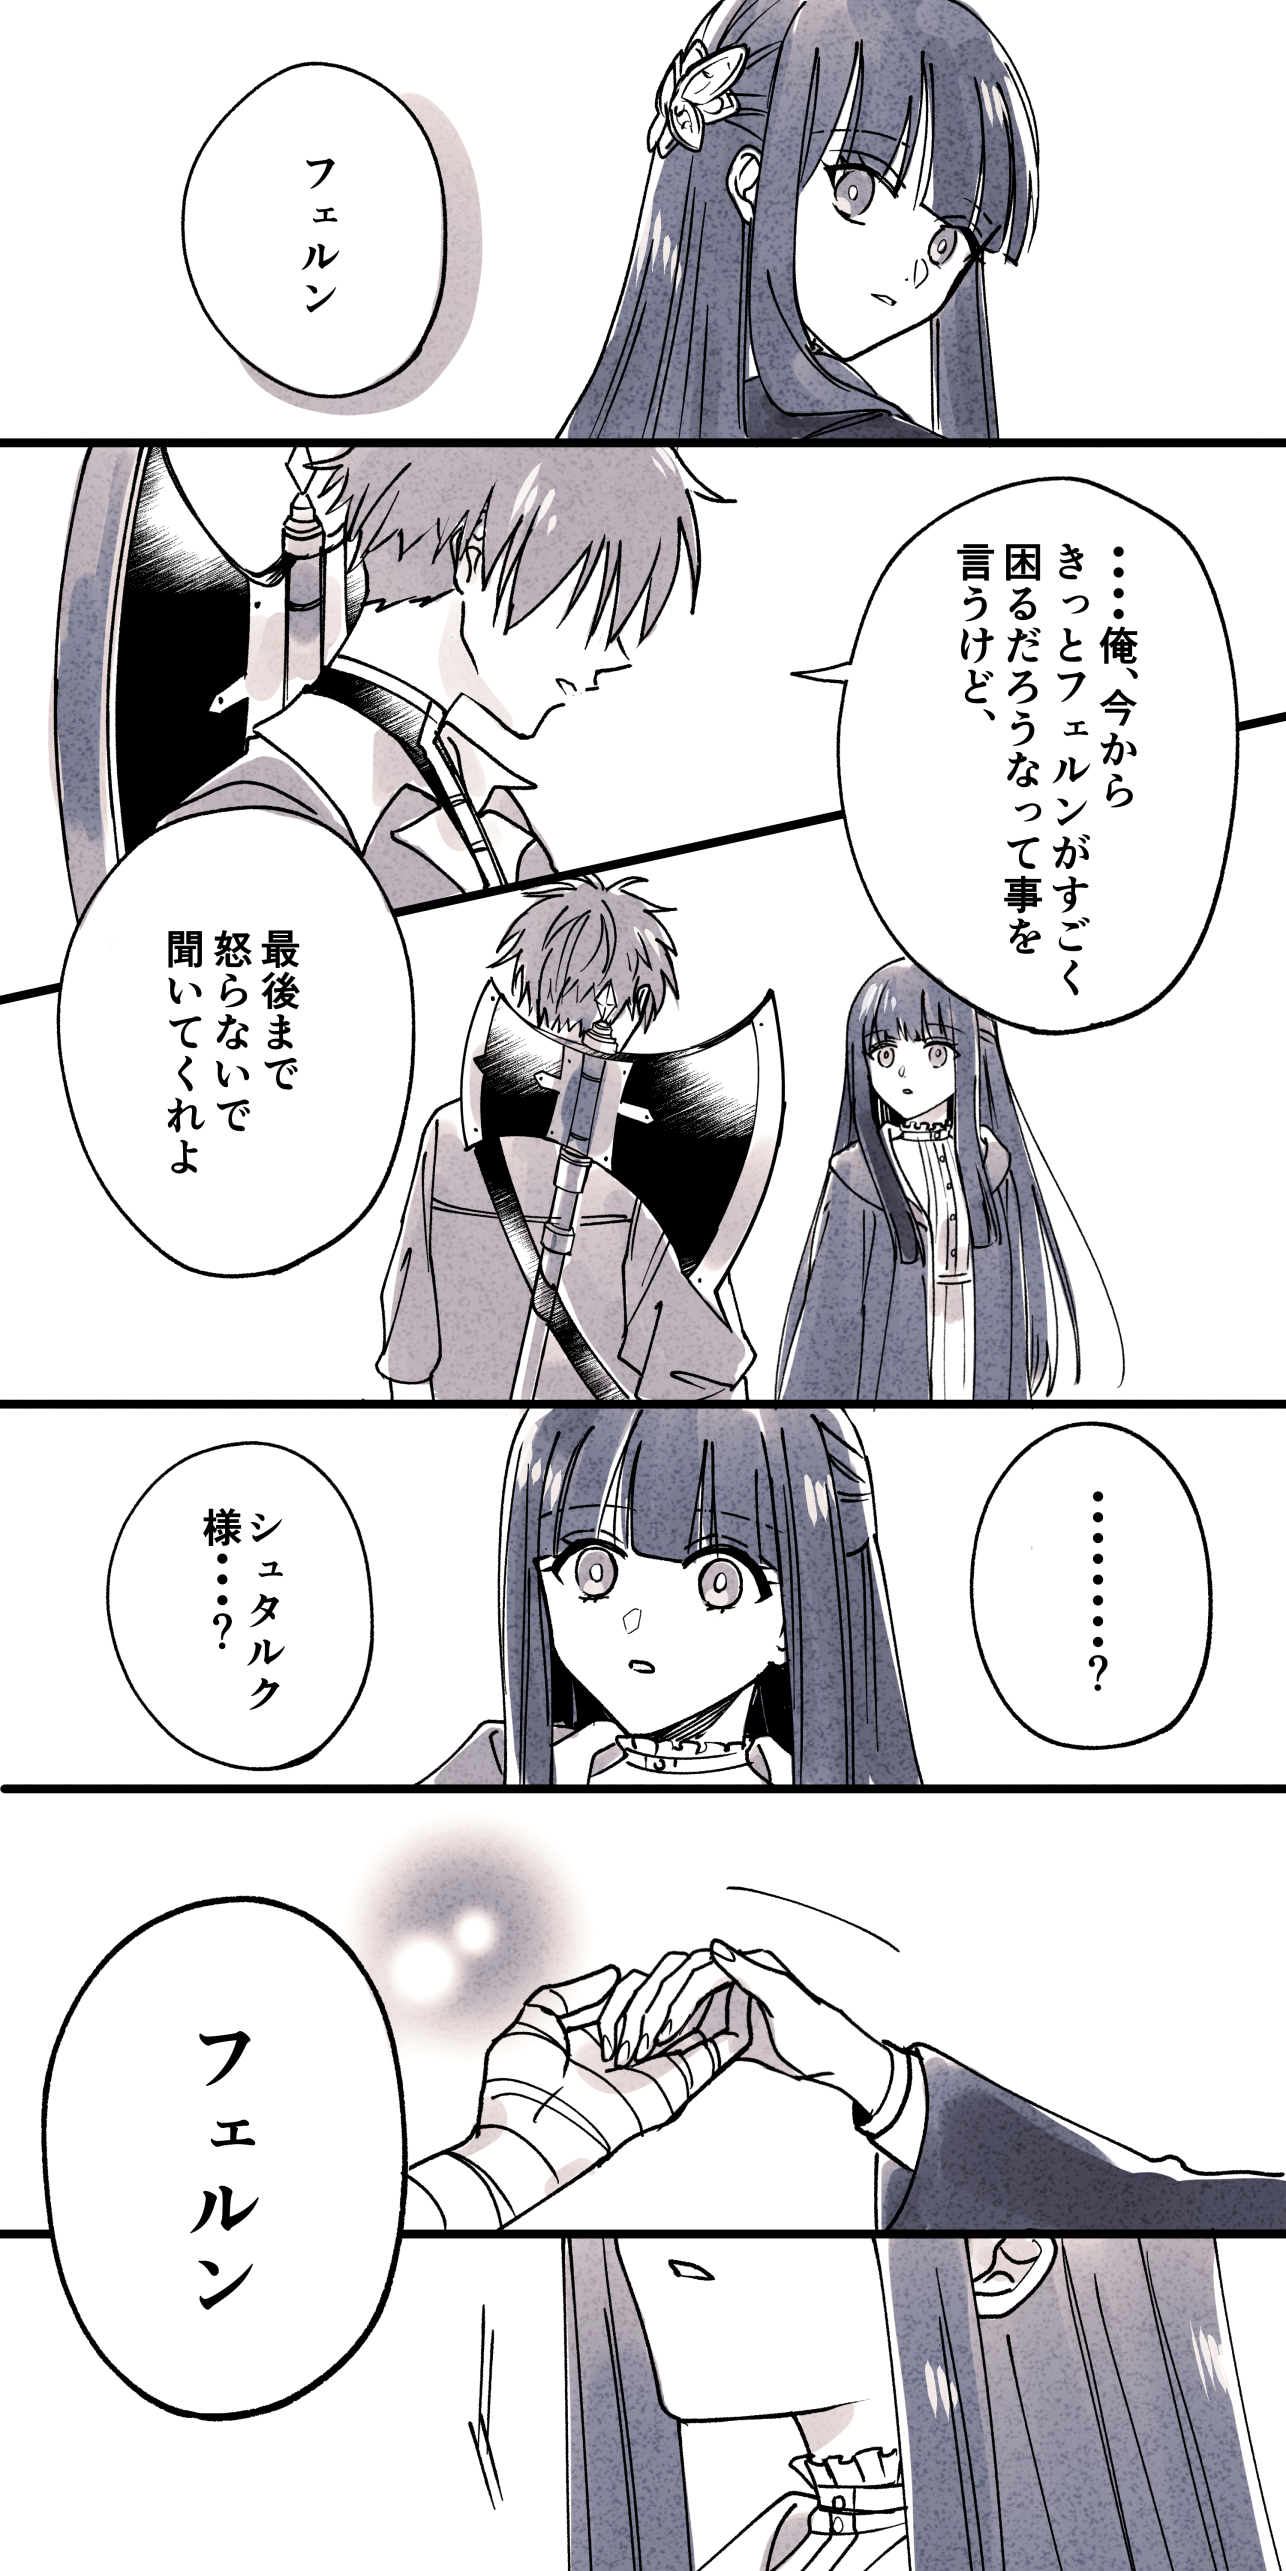 フェルン
‥‥俺、今から
きっとフェルンがすごく
困るだろうなって事を
言うけど、
最後まで
怒らないで
聞いてくれよ
‥‥‥‥?
シュタルク
様‥‥?
フェルン